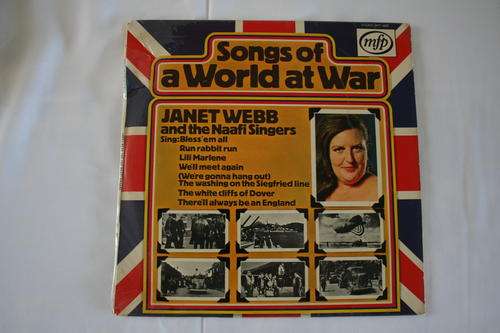 Songs of
a World at War
mfp
JANET WEBB
and the Naafi Singers
Sing: Bless 'em all
Run rabbit run
Lili Marlene
We'll meet again
(Were gonna hang out)
The washing on the Siegfried line
The white cliffs of Dover
There'll always be an England